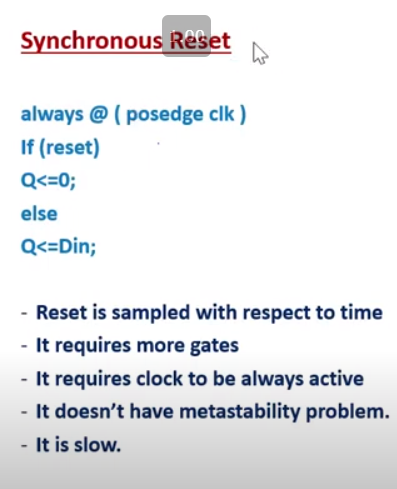 Synchronous Reset
always @ ( posedge clk )
If (reset)
Q<=0;
else
Q<=Din;
- Reset is sampled with respect to time
- It requires more gates
- It requires clock to be always active
- It doesn't have metastability problem.
- It is slow.